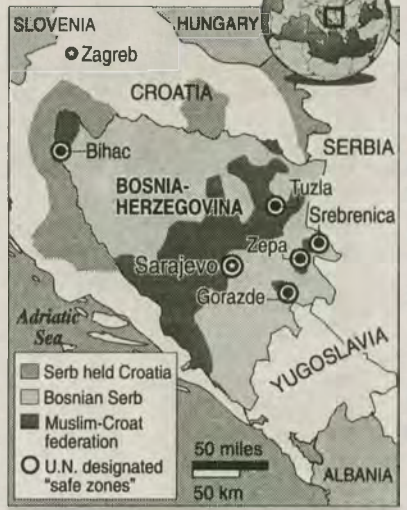 SLOVENIA
HUNGARY
Zagreb
CROATIA
SERBIA
Bihac
BOSNIA-
HERZEGOVINA
Tuzla
Srebrenica
Zepa
Sarajevo
Gorazde
Adriatic
Sea
YUGOSLAVIA
Serb held Croatia
Bosnian Serb
Muslim-Croat
federation
U.N. designated
"safe zones"
50 miles
50 km
ALBANIA